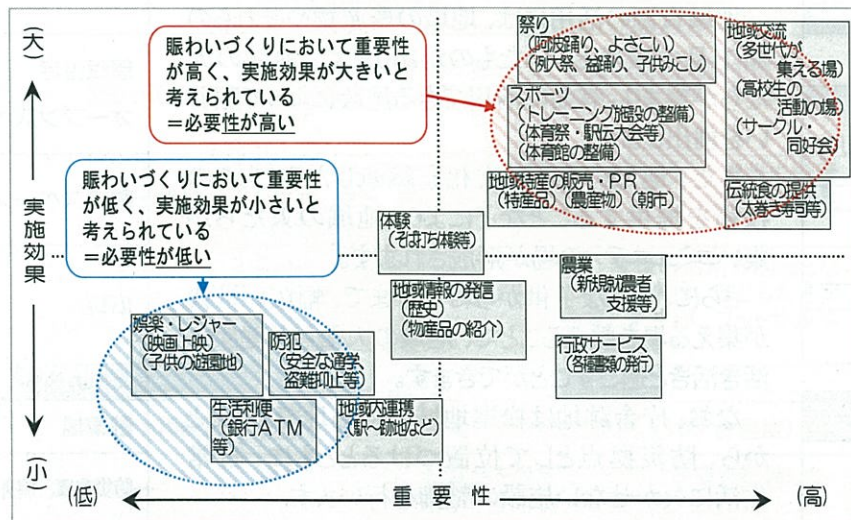 (大)
実施効果
小
(低)
重要性
(高)
賑わいづくりにおいて重要性
が高く、実施効果が大きいと
考えられている
＝必要性が高い
賑わいづくりにおいて重要性
が低く、実施効果が小さいと
考えられている
＝必要性が低い
祭り
(阿波踊り、よさこい)
(例大祭、盆踊り、子供みこし)
地域交流
(多世代が
集える場)
(高校生の
活動の場)
(サークル・
同好会)
スポーツ
(トレーニング施設の整備)
(体育祭・駅伝大会等)
(体育館の整備)
地域特産の販売・PR
(特産品)(農産物)(朝市)
伝統食の提供
(太巻き寿司等)
体験
(そば打ち体験等)
農業
(新規就農者
支援等)
地域情報の発信
(歴史)
(物産品の紹介)
行政サービス
(各種書類の発行)
娯楽・レジャー
(映画上映)
(子供の遊園地)
防犯
(安全な通学
盗難抑止等)
生活利便
(銀行ATM
等)
地域内連携
(駅〜跡地など)